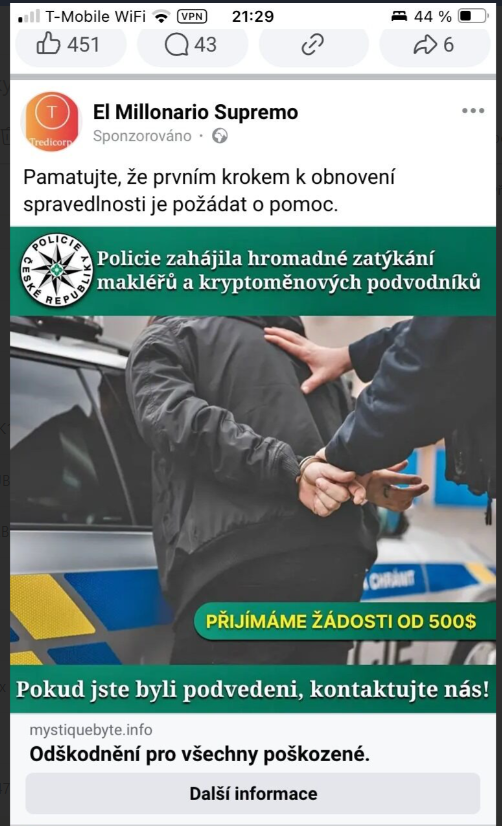 T-Mobile WiFi VPN 21:29 44 %
451 43 6
T
Tredicorp
El Millonario Supremo
Sponzorováno ·
Pamatujte, že prvním krokem k obnovení
spravedlnosti je požádat o pomoc.
POLICIE
ČESKÉ REPUBLIKY
Policie zahájila hromadné zatýkání
makléřů a kryptoměnových podvodníků
CHRÁNIT
PŘIJÍMÁME ŽÁDOSTI OD 500$
Pokud jste byli podvedeni, kontaktujte nás!
mystiquebyte.info
Odškodnění pro všechny poškozené.
Další informace